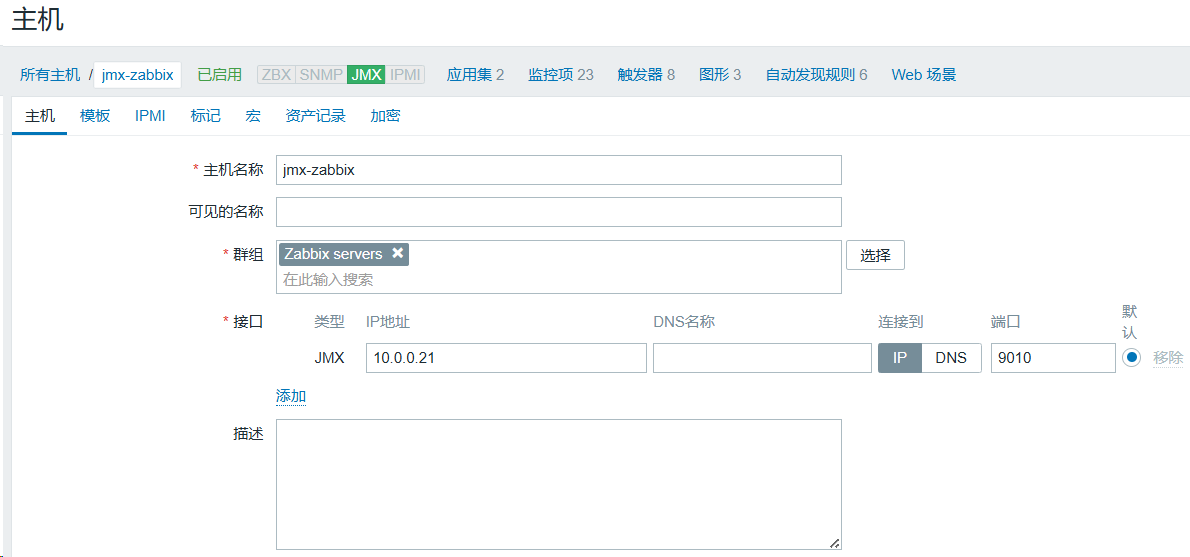 主机
所有主机 / jmx-zabbix 已启用 ZBX SNMP JMX IPMI 应用集 2 监控项 23 触发器 8 图形 3 自动发现规则 6 Web 场景
主机 模板 IPMI 标记 宏 资产记录 加密
* 主机名称 jmx-zabbix
可见的名称
* 群组 Zabbix servers ✖ 选择
在此输入搜索
* 接口 类型 IP地址 DNS名称 连接到 端口 默认
JMX 10.0.0.21 IP DNS 9010 移除
添加
描述